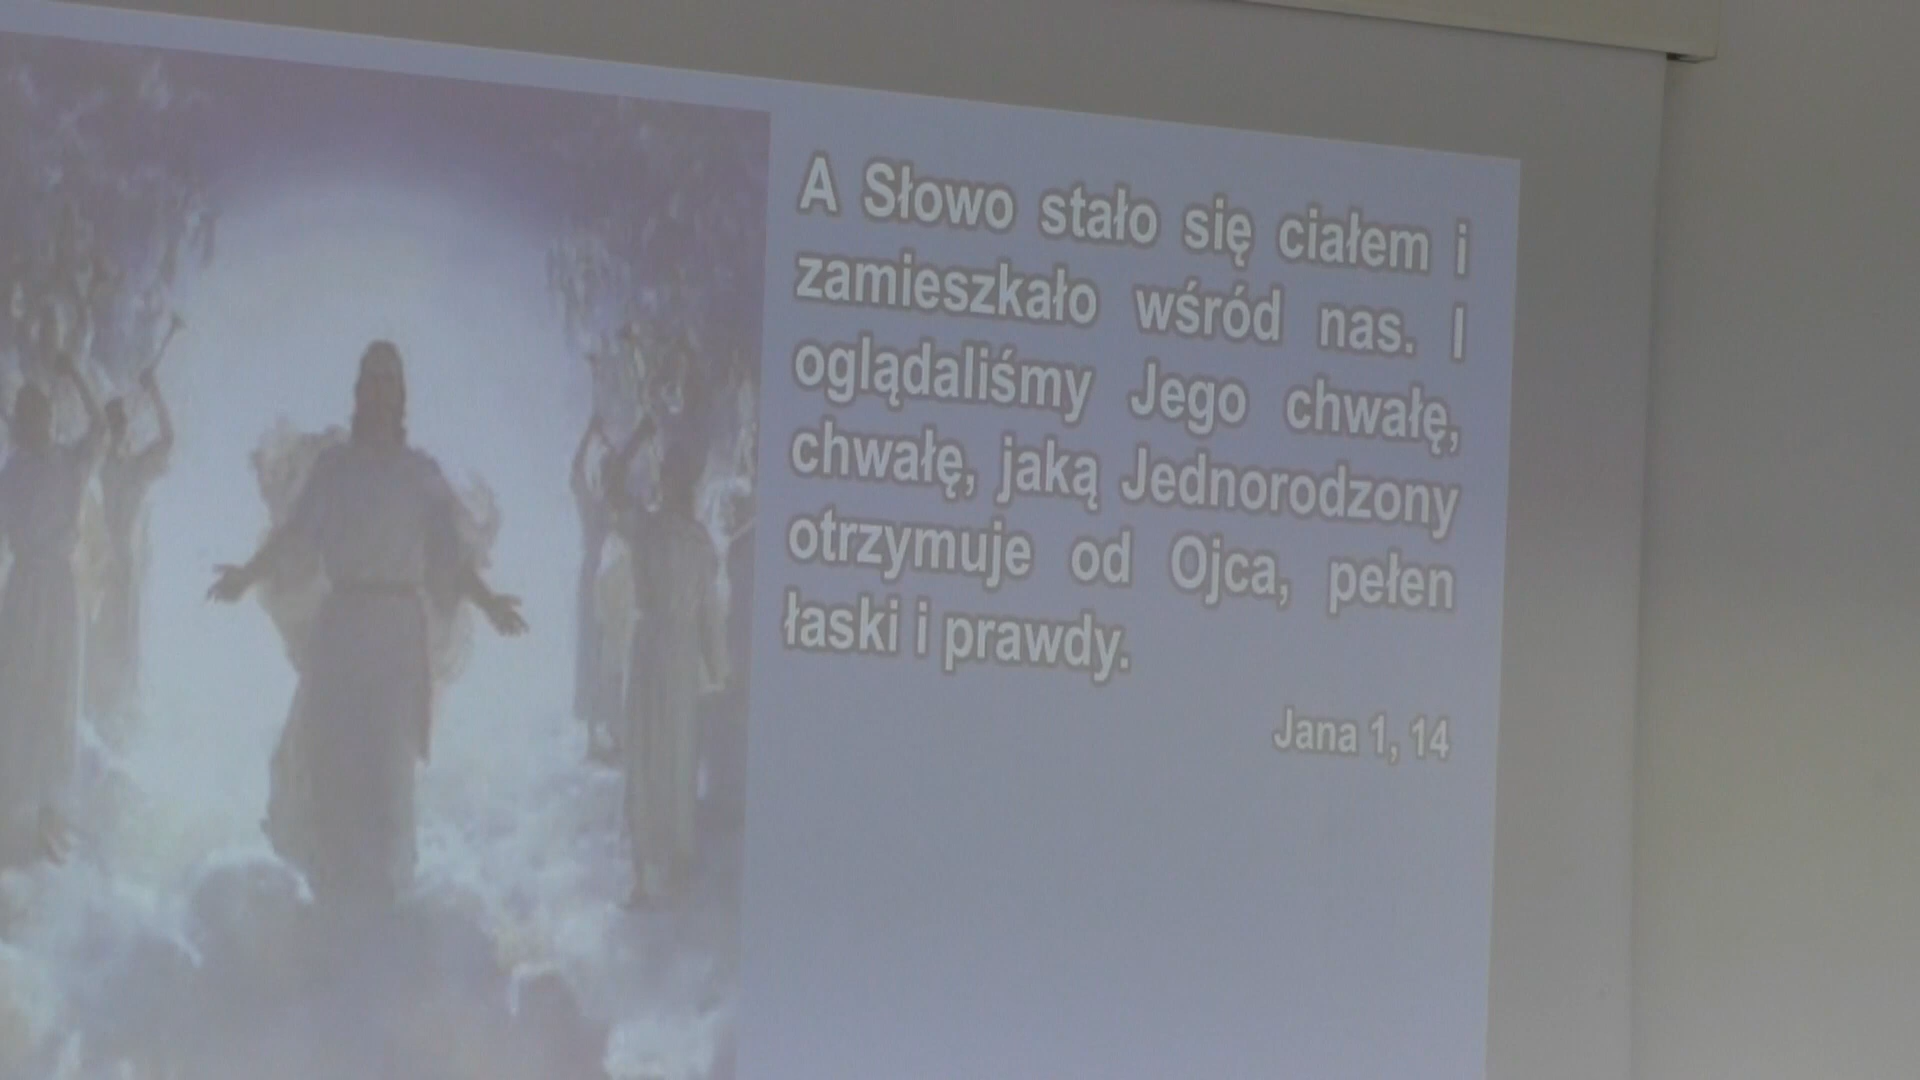 A Słowo stało się ciałem i
zamieszkało wśród nas. I
oglądaliśmy Jego chwałę,
chwałę, jaką Jednorodzony
otrzymuje od Ojca, pełen
łaski i prawdy.
Jana 1, 14